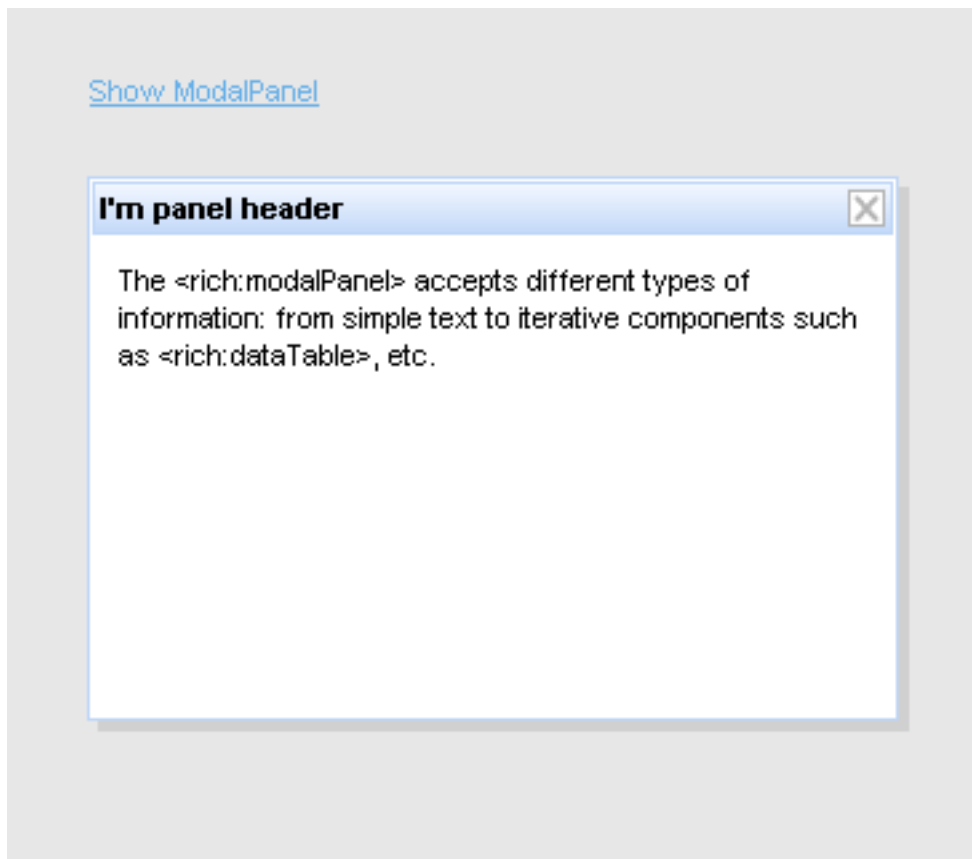 Show ModalPanel
I'm panel header
The <rich:modalPanel> accepts different types of
information: from simple text to iterative components such
as <rich:dataTable>, etc.